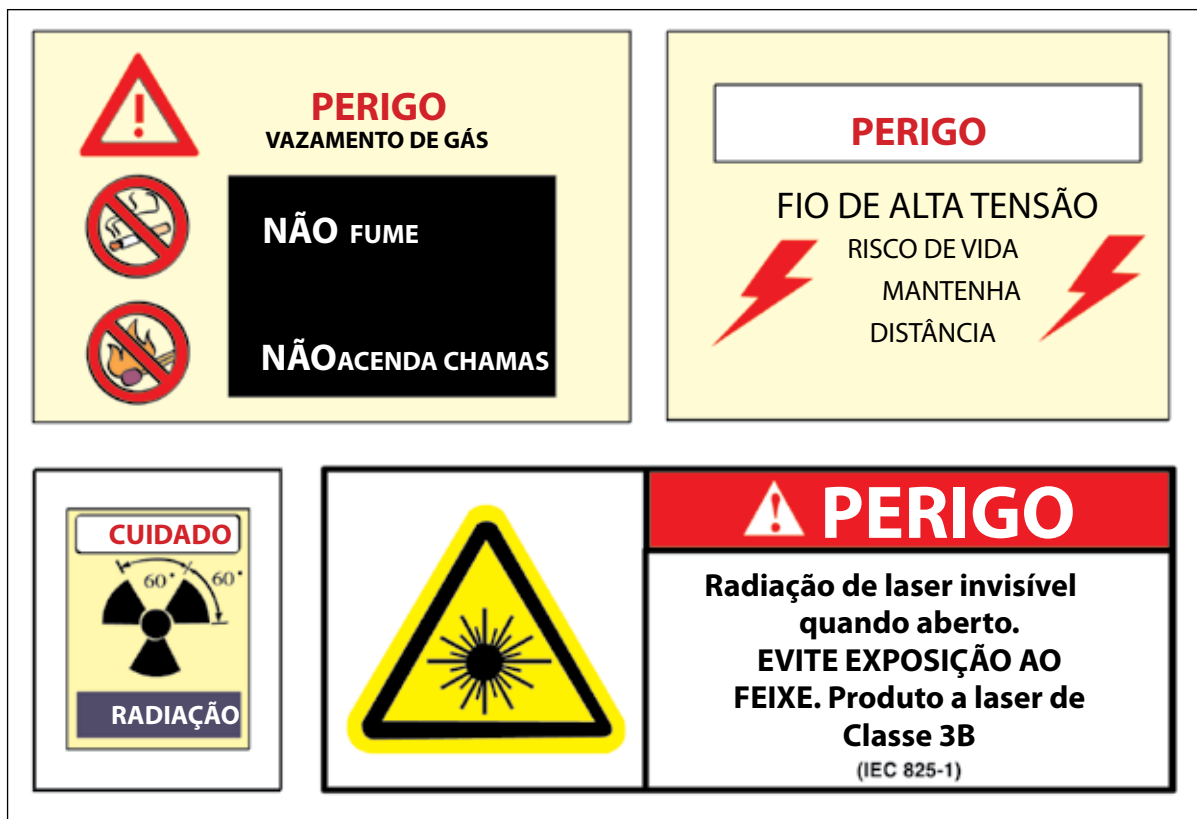 PERIGO
VAZAMENTO DE GÁS
NÃO FUME
NÃO ACENDA CHAMAS
PERIGO
FIO DE ALTA TENSÃO
RISCO DE VIDA
MANTENHA
DISTÂNCIA
CUIDADO
60° 60°
RADIAÇÃO
PERIGO
Radiação de laser invisível
quando aberto.
EVITE EXPOSIÇÃO AO
FEIXE. Produto a laser de
Classe 3B
(IEC 825-1)